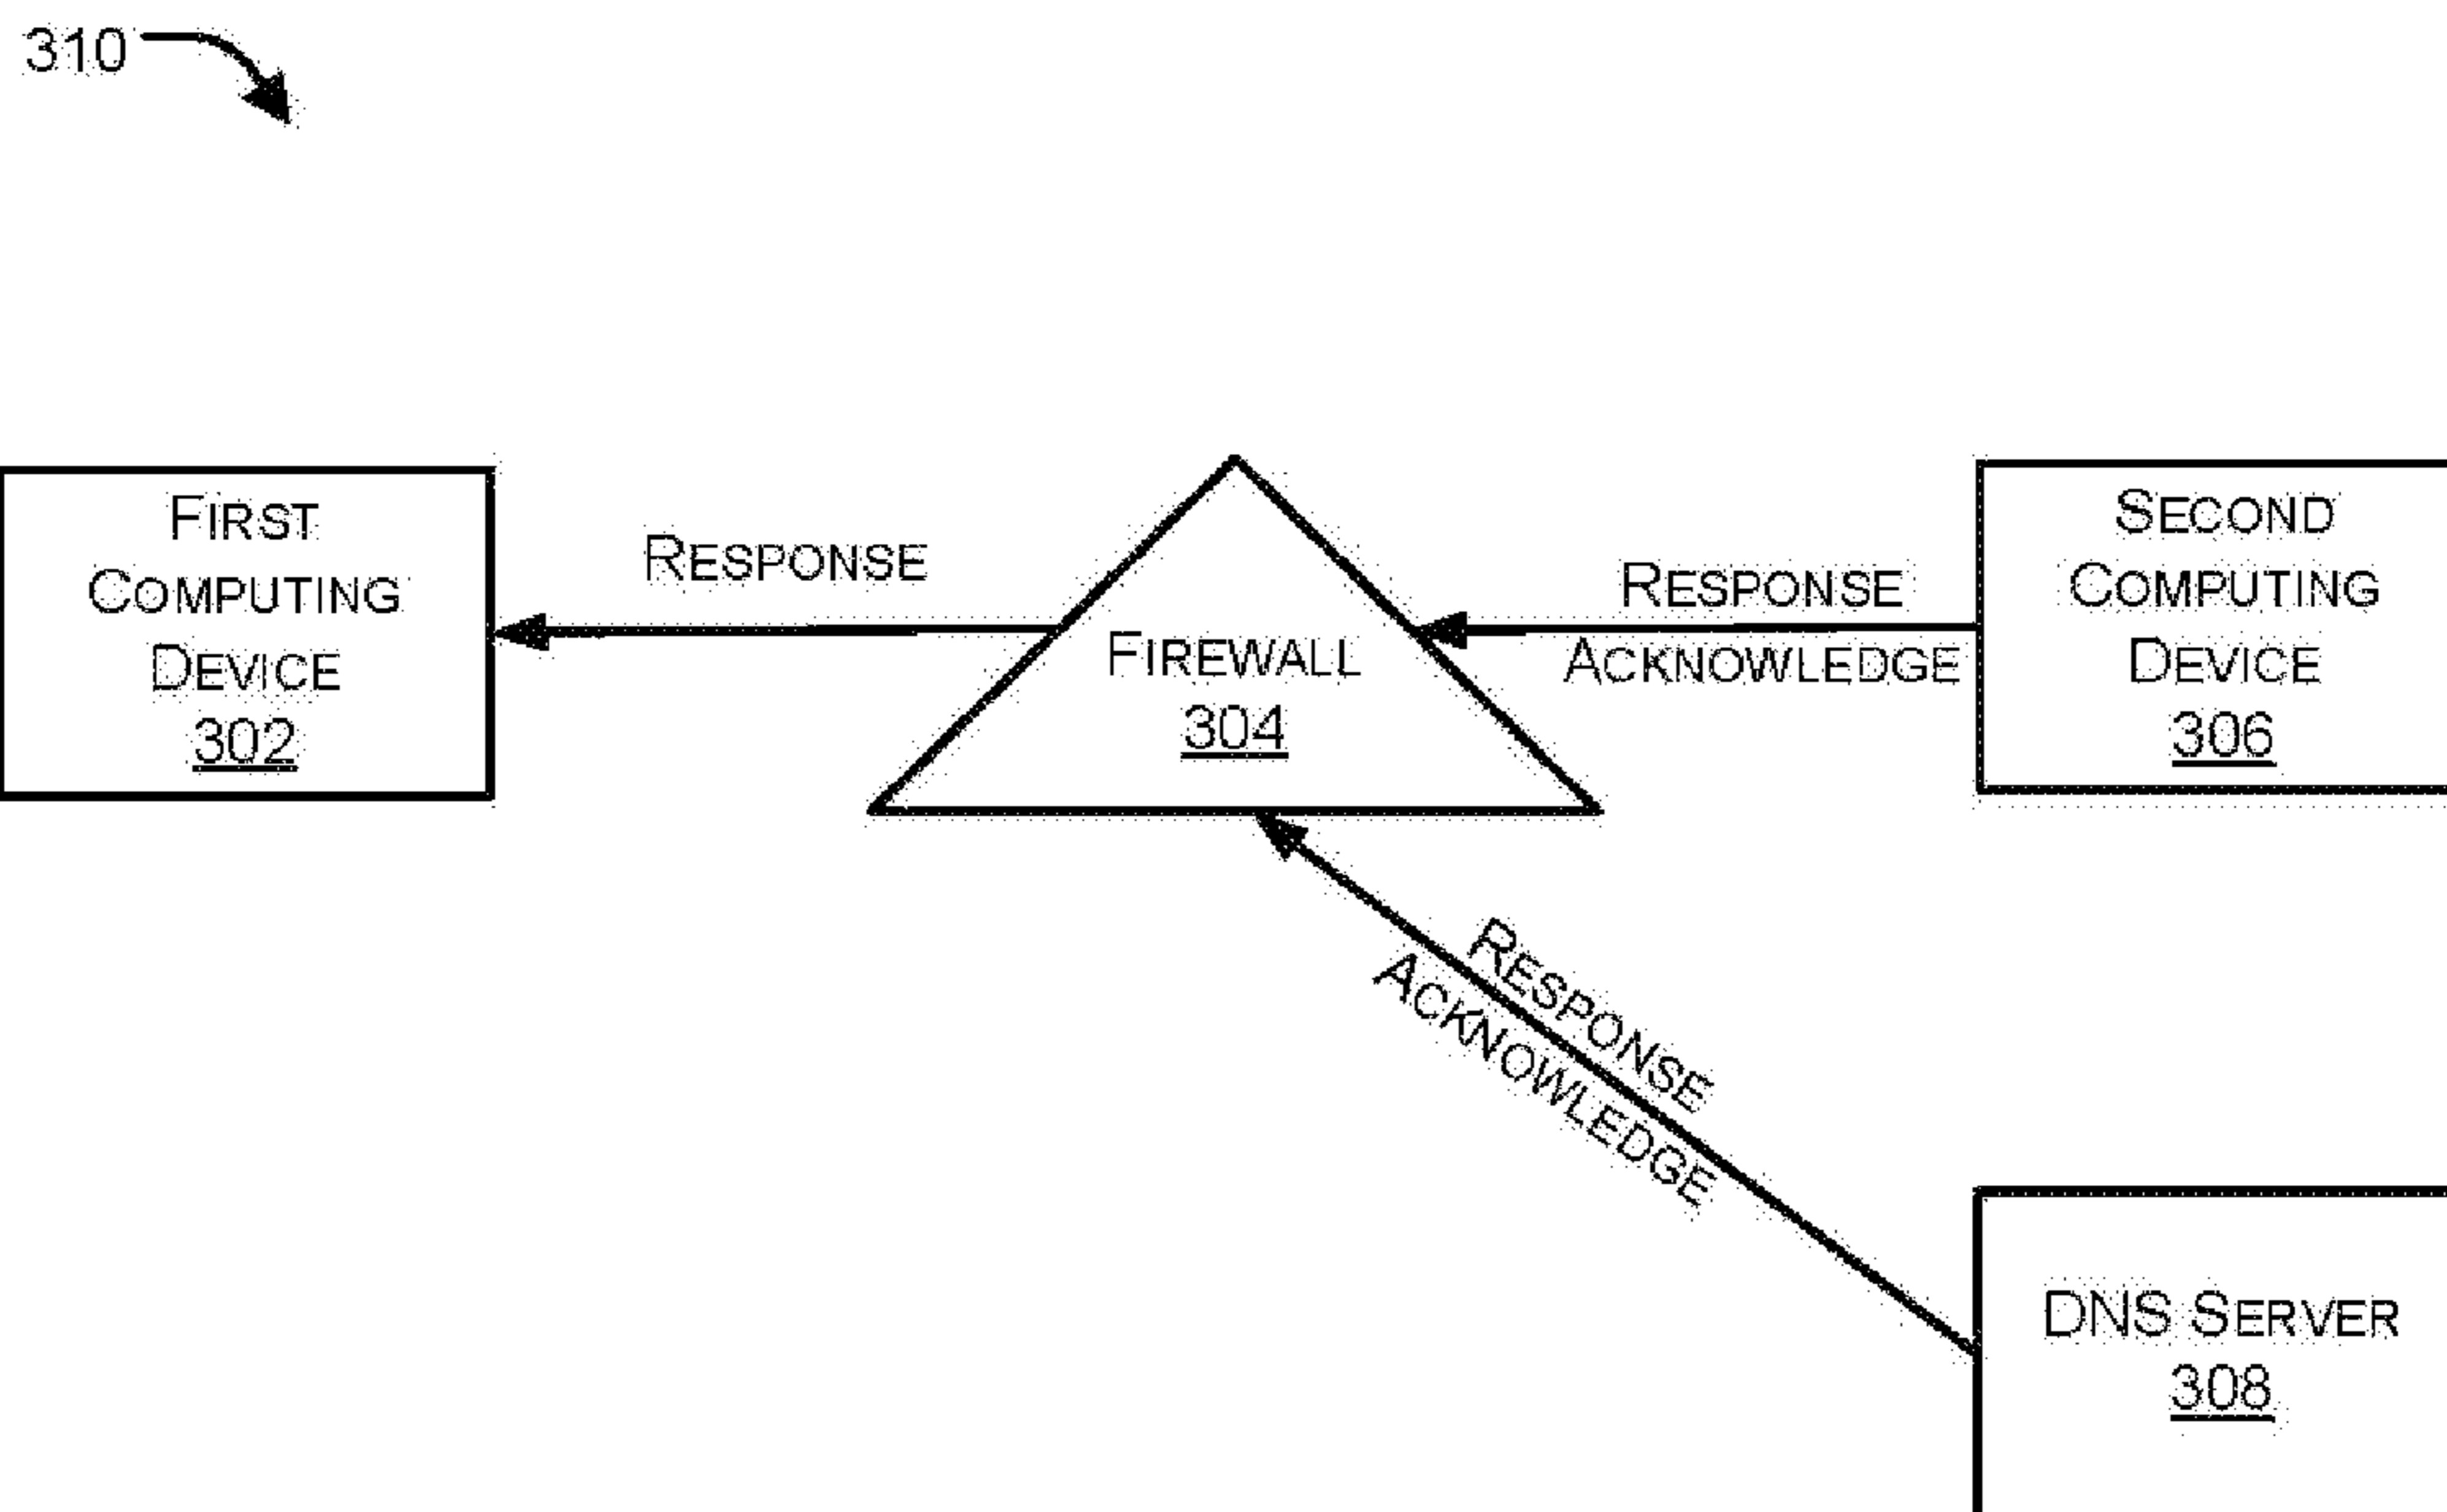 310
FIRST
COMPUTING
DEVICE
302
RESPONSE
FIREWALL
304
RESPONSE
ACKNOWLEDGE
SECOND
COMPUTING
DEVICE
306
RESPONSE
ACKNOWLEDGE
DNS SERVER
308